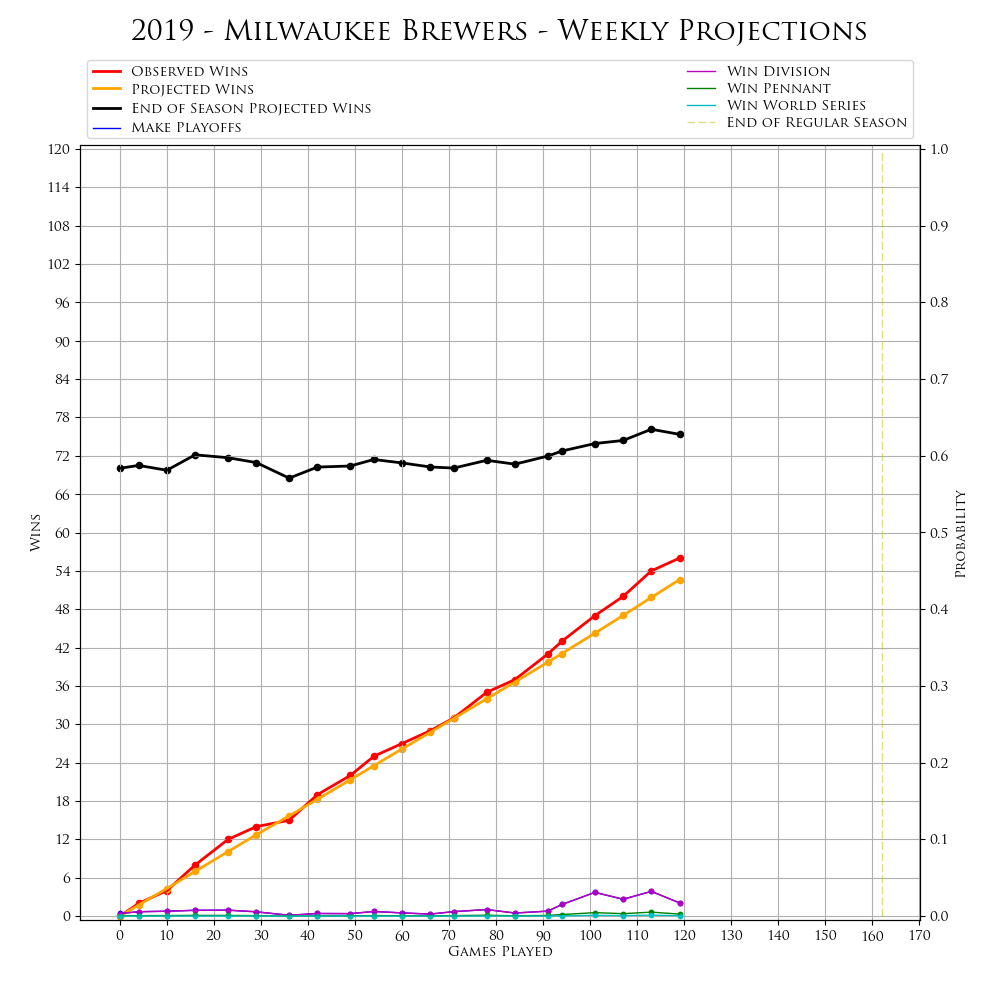 2019 - Milwaukee Brewers - Weekly Projections
Observed Wins
Projected Wins
End of Season Projected Wins
Make Playoffs
Win Division
Win Pennant
Win World Series
End of Regular Season
120
114
108
102
96
90
84
78
72
66
60
54
48
42
36
30
24
18
12
6
0
Wins
1.0
0.9
0.8
0.7
0.6
0.5
0.4
0.3
0.2
0.1
0.0
Probability
0 10 20 30 40 50 60 70 80 90 100 110 120 130 140 150 160 170
Games Played